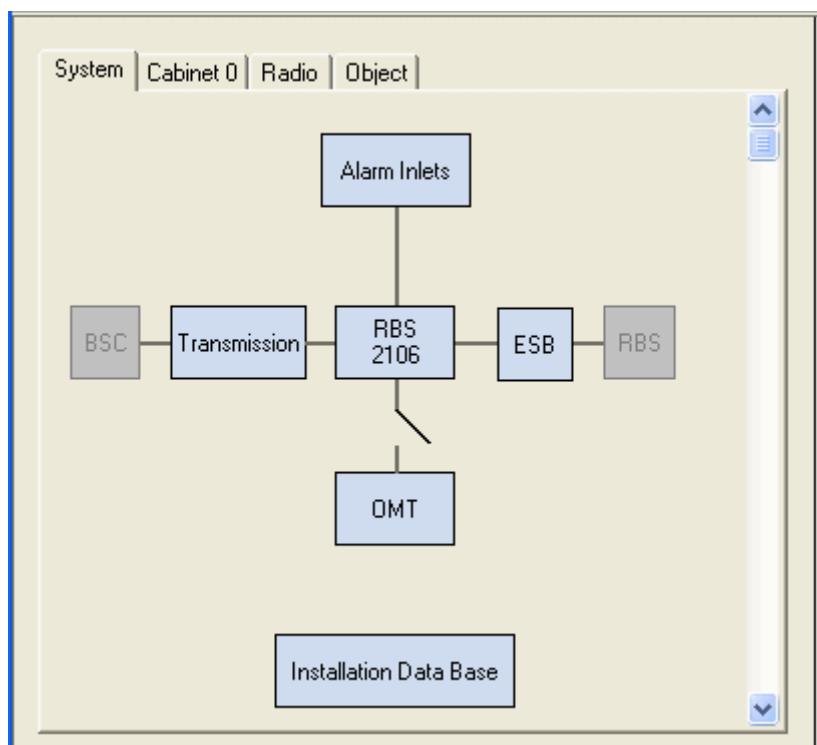 System Cabinet 0 Radio Object
Alarm Inlets
BSC Transmission RBS 2106 ESB RBS
OMT
Installation Data Base